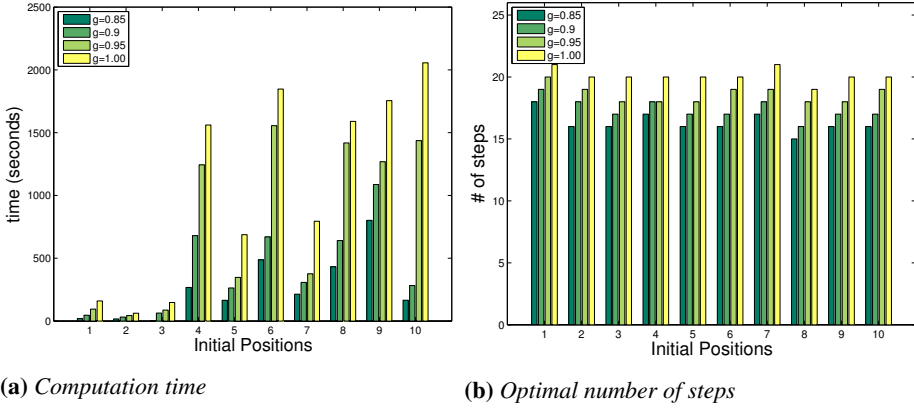 2500
2000
1500
1000
500
0
time (seconds)
g=0.85
g=0.9
g=0.95
g=1.00
1 2 3 4 5 6 7 8 9 10
Initial Positions
(a) Computation time
25
20
15
10
5
0
# of steps
g=0.85
g=0.9
g=0.95
g=1.00
1 2 3 4 5 6 7 8 9 10
Initial Positions
(b) Optimal number of steps